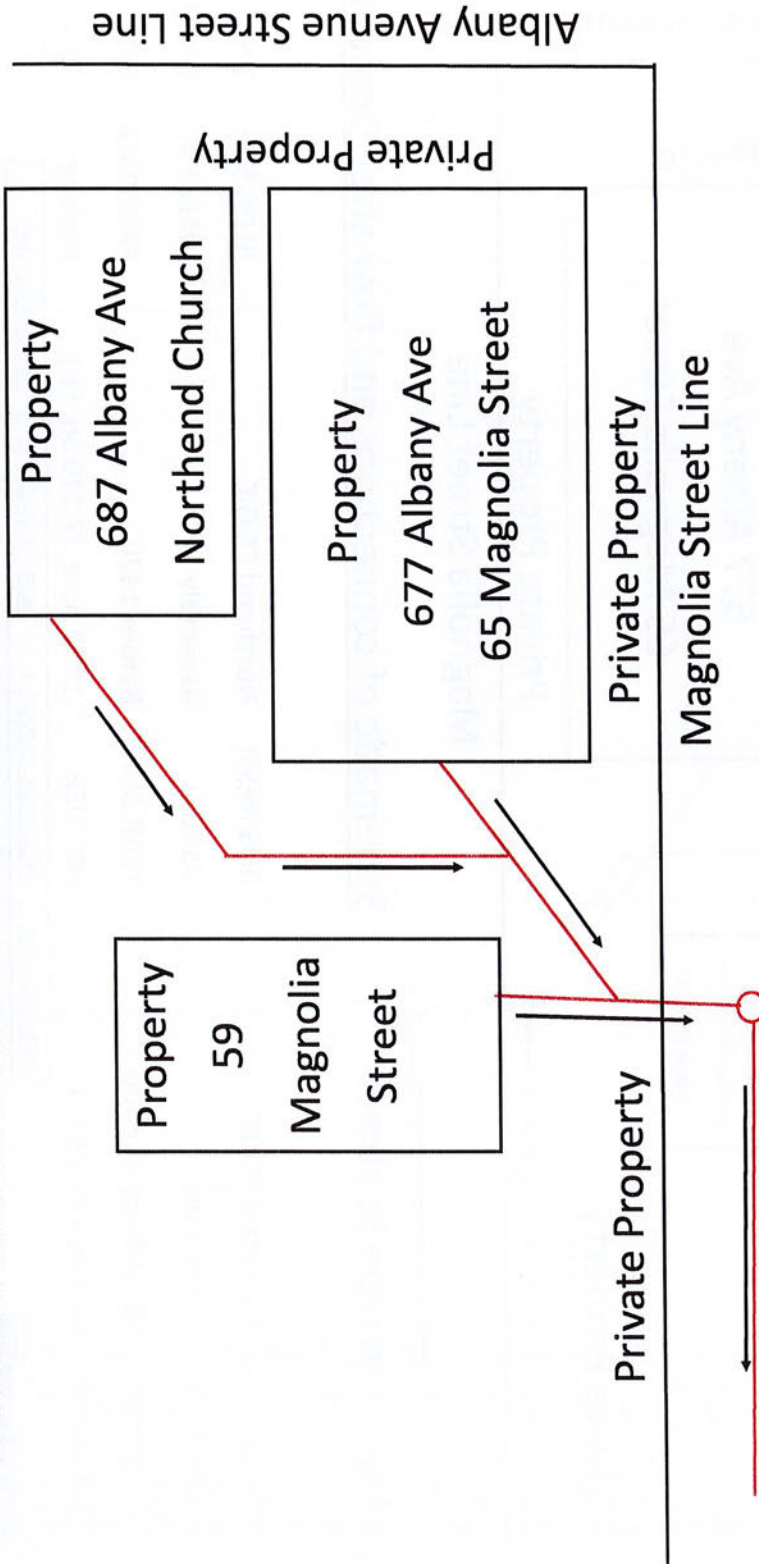 Property
687 Albany Ave
Northend Church
Property
59
Magnolia
Street
Property
677 Albany Ave
65 Magnolia Street
Private Property
Albany Avenue Street Line
Private Property
Private Property
Magnolia Street Line